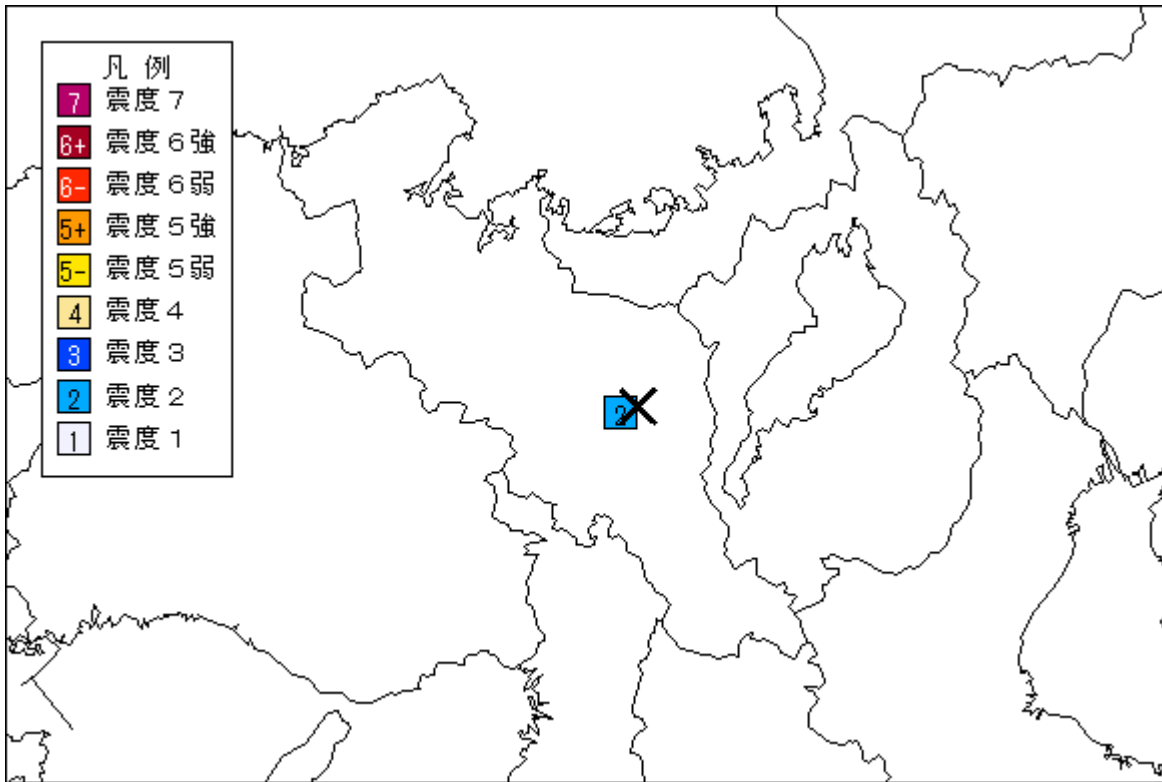 凡 例
7 震度７
6+ 震度６強
6- 震度６弱
5+ 震度５強
5- 震度５弱
4 震度４
3 震度３
2 震度２
1 震度１
2